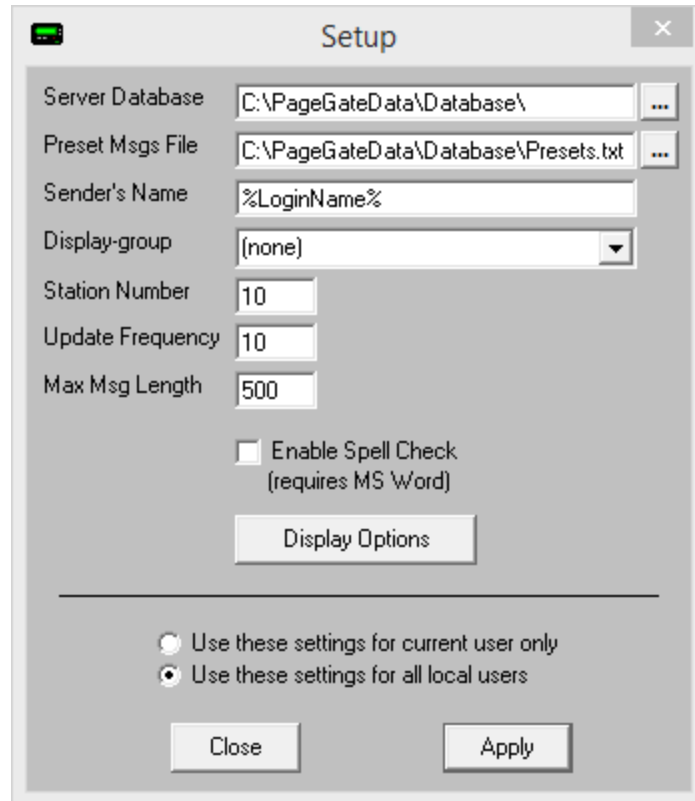 Setup
Server Database C:\PageGateData\Database\ ...
Preset Msgs File C:\PageGateData\Database\Presets.txt ...
Sender's Name %LoginName%
Display-group (none)
Station Number 10
Update Frequency 10
Max Msg Length 500
Enable Spell Check
(requires MS Word)
Display Options
Use these settings for current user only
Use these settings for all local users
Close Apply